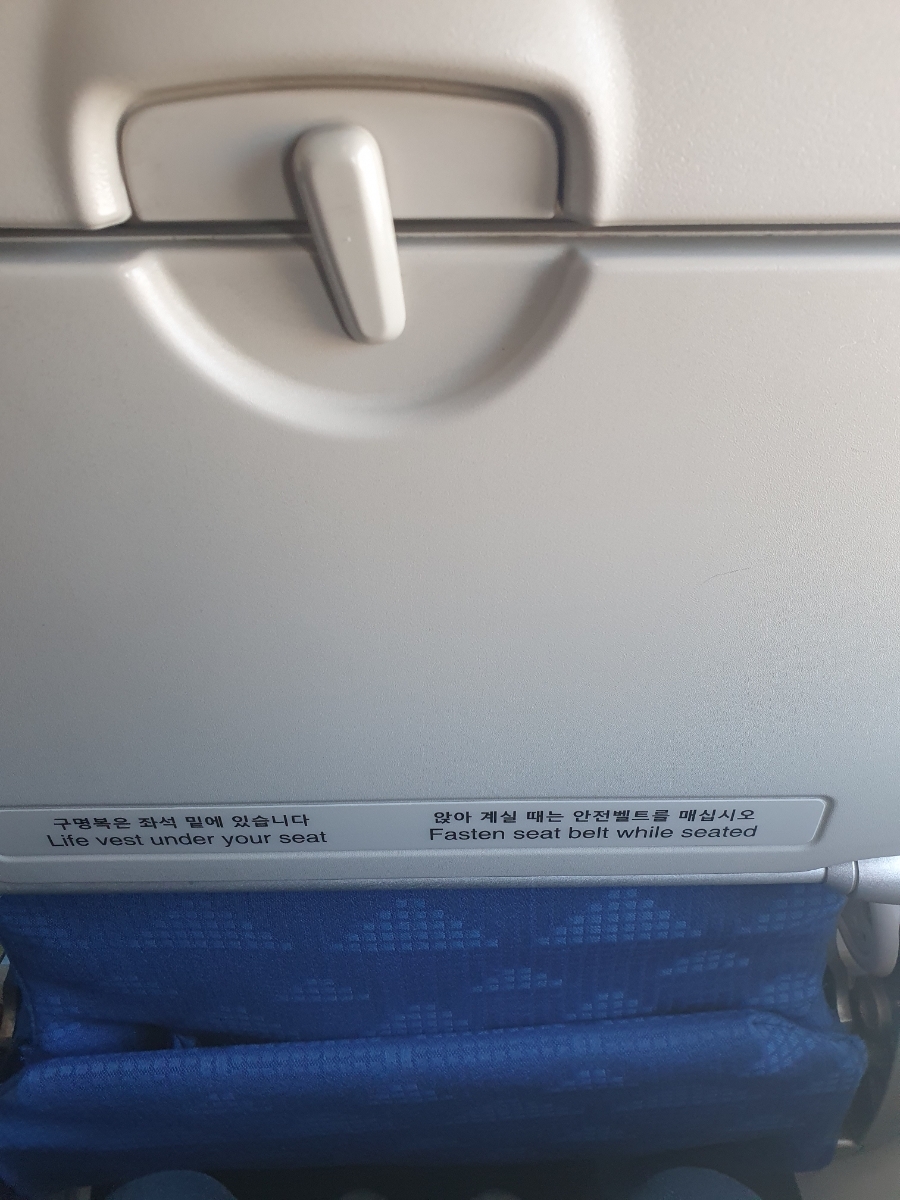 구명복은 좌석 밑에 있습니다
Life vest under your seat
앉아 계실 때는 안전벨트를 매십시오
Fasten seat belt while seated